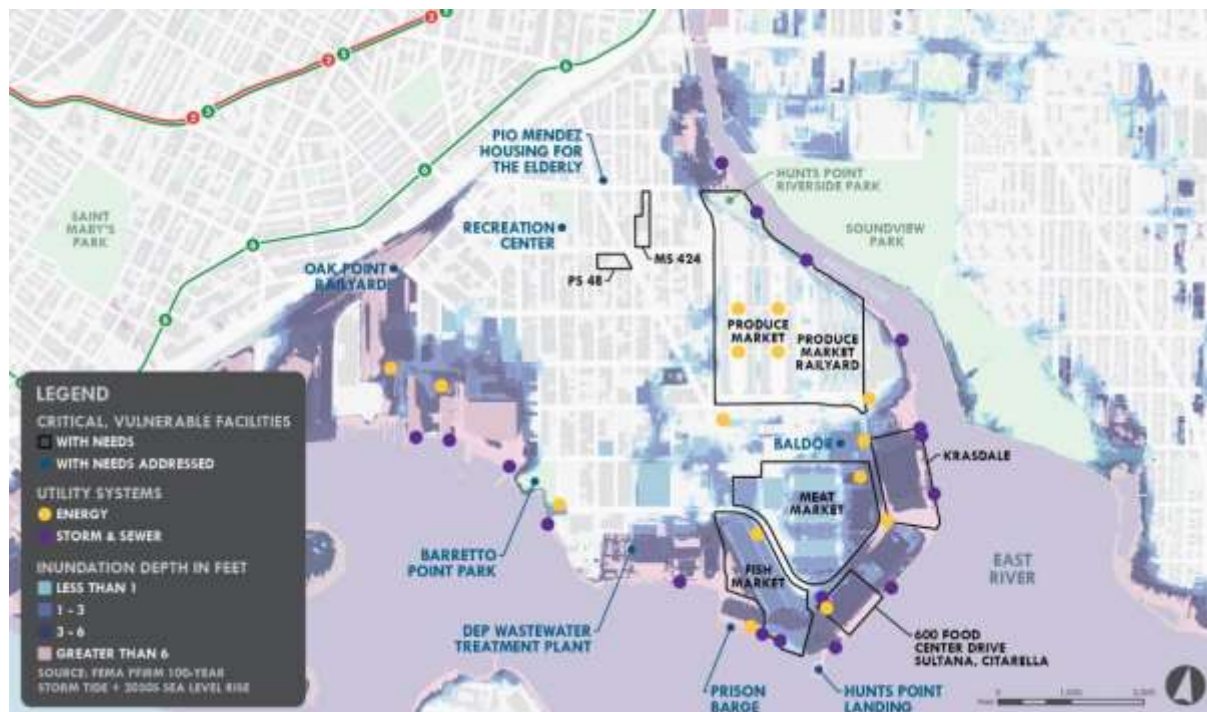 PIO MENDEZ
HOUSING FOR
THE ELDERLY
HUNTS POINT
RIVERSIDE PARK
SAINT
MARY'S
PARK
RECREATION
CENTER
MS 424
PS 48
SOUNDVIEW
PARK
OAK POINT
RAILYARD
PRODUCE
MARKET
PRODUCE
MARKET
RAILYARD
BALDOR
KRASDALE
MEAT
MARKET
BARRETTO
POINT PARK
FISH
MARKET
EAST
RIVER
DEP WASTEWATER
TREATMENT PLANT
600 FOOD
CENTER DRIVE
SULTANA, CITARELLA
PRISON
BARGE
HUNTS POINT
LANDING
LEGEND
CRITICAL, VULNERABLE FACILITIES
WITH NEEDS
WITH NEEDS ADDRESSED
UTILITY SYSTEMS
ENERGY
STORM & SEWER
INUNDATION DEPTH IN FEET
LESS THAN 1
1 - 3
3 - 6
GREATER THAN 6
SOURCE: FEMA PFIRM 100-YEAR
STORM TIDE + 2050S SEA LEVEL RISE